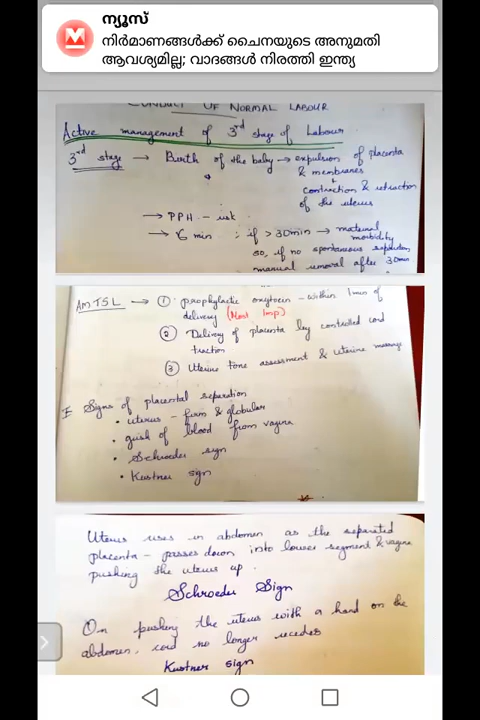 ന്യൂസ്
നിർമാണങ്ങൾക്ക് ചൈനയുടെ അനുമതി
ആവശ്യമില്ല; വാദങ്ങൾ നിരത്തി ഇന്ത്യ
CONDUCT OF NORMAL LABOUR
Active management of 3rd stage of Labour
3rd stage → Birth of the baby → expulsion of placenta
& membranes
+
contraction & retraction
of the uterus
→ PPH - risk
→ 6 min : if > 30min → maternal
morbidity
so, if no spontaneous
manual removal after 30min
AMTSL → ① prophylactic oxytocin - within 1min of
delivery (Most Imp)
② Delivery of placenta by controlled cord
traction
③ Uterine tone assessment & uterine massage
I Signs of placental separation
• uterus - firm & globular
• gush of blood from vagina
• Schroeder sign
• Kustner sign
Uterus rises in abdomen as the separated
placenta - passes down into lower segment & vagina
pushing the uterus up.
Schroeder Sign
On pushing the uterus with a hand on the
abdomen, cord no longer recedes
Kustner sign